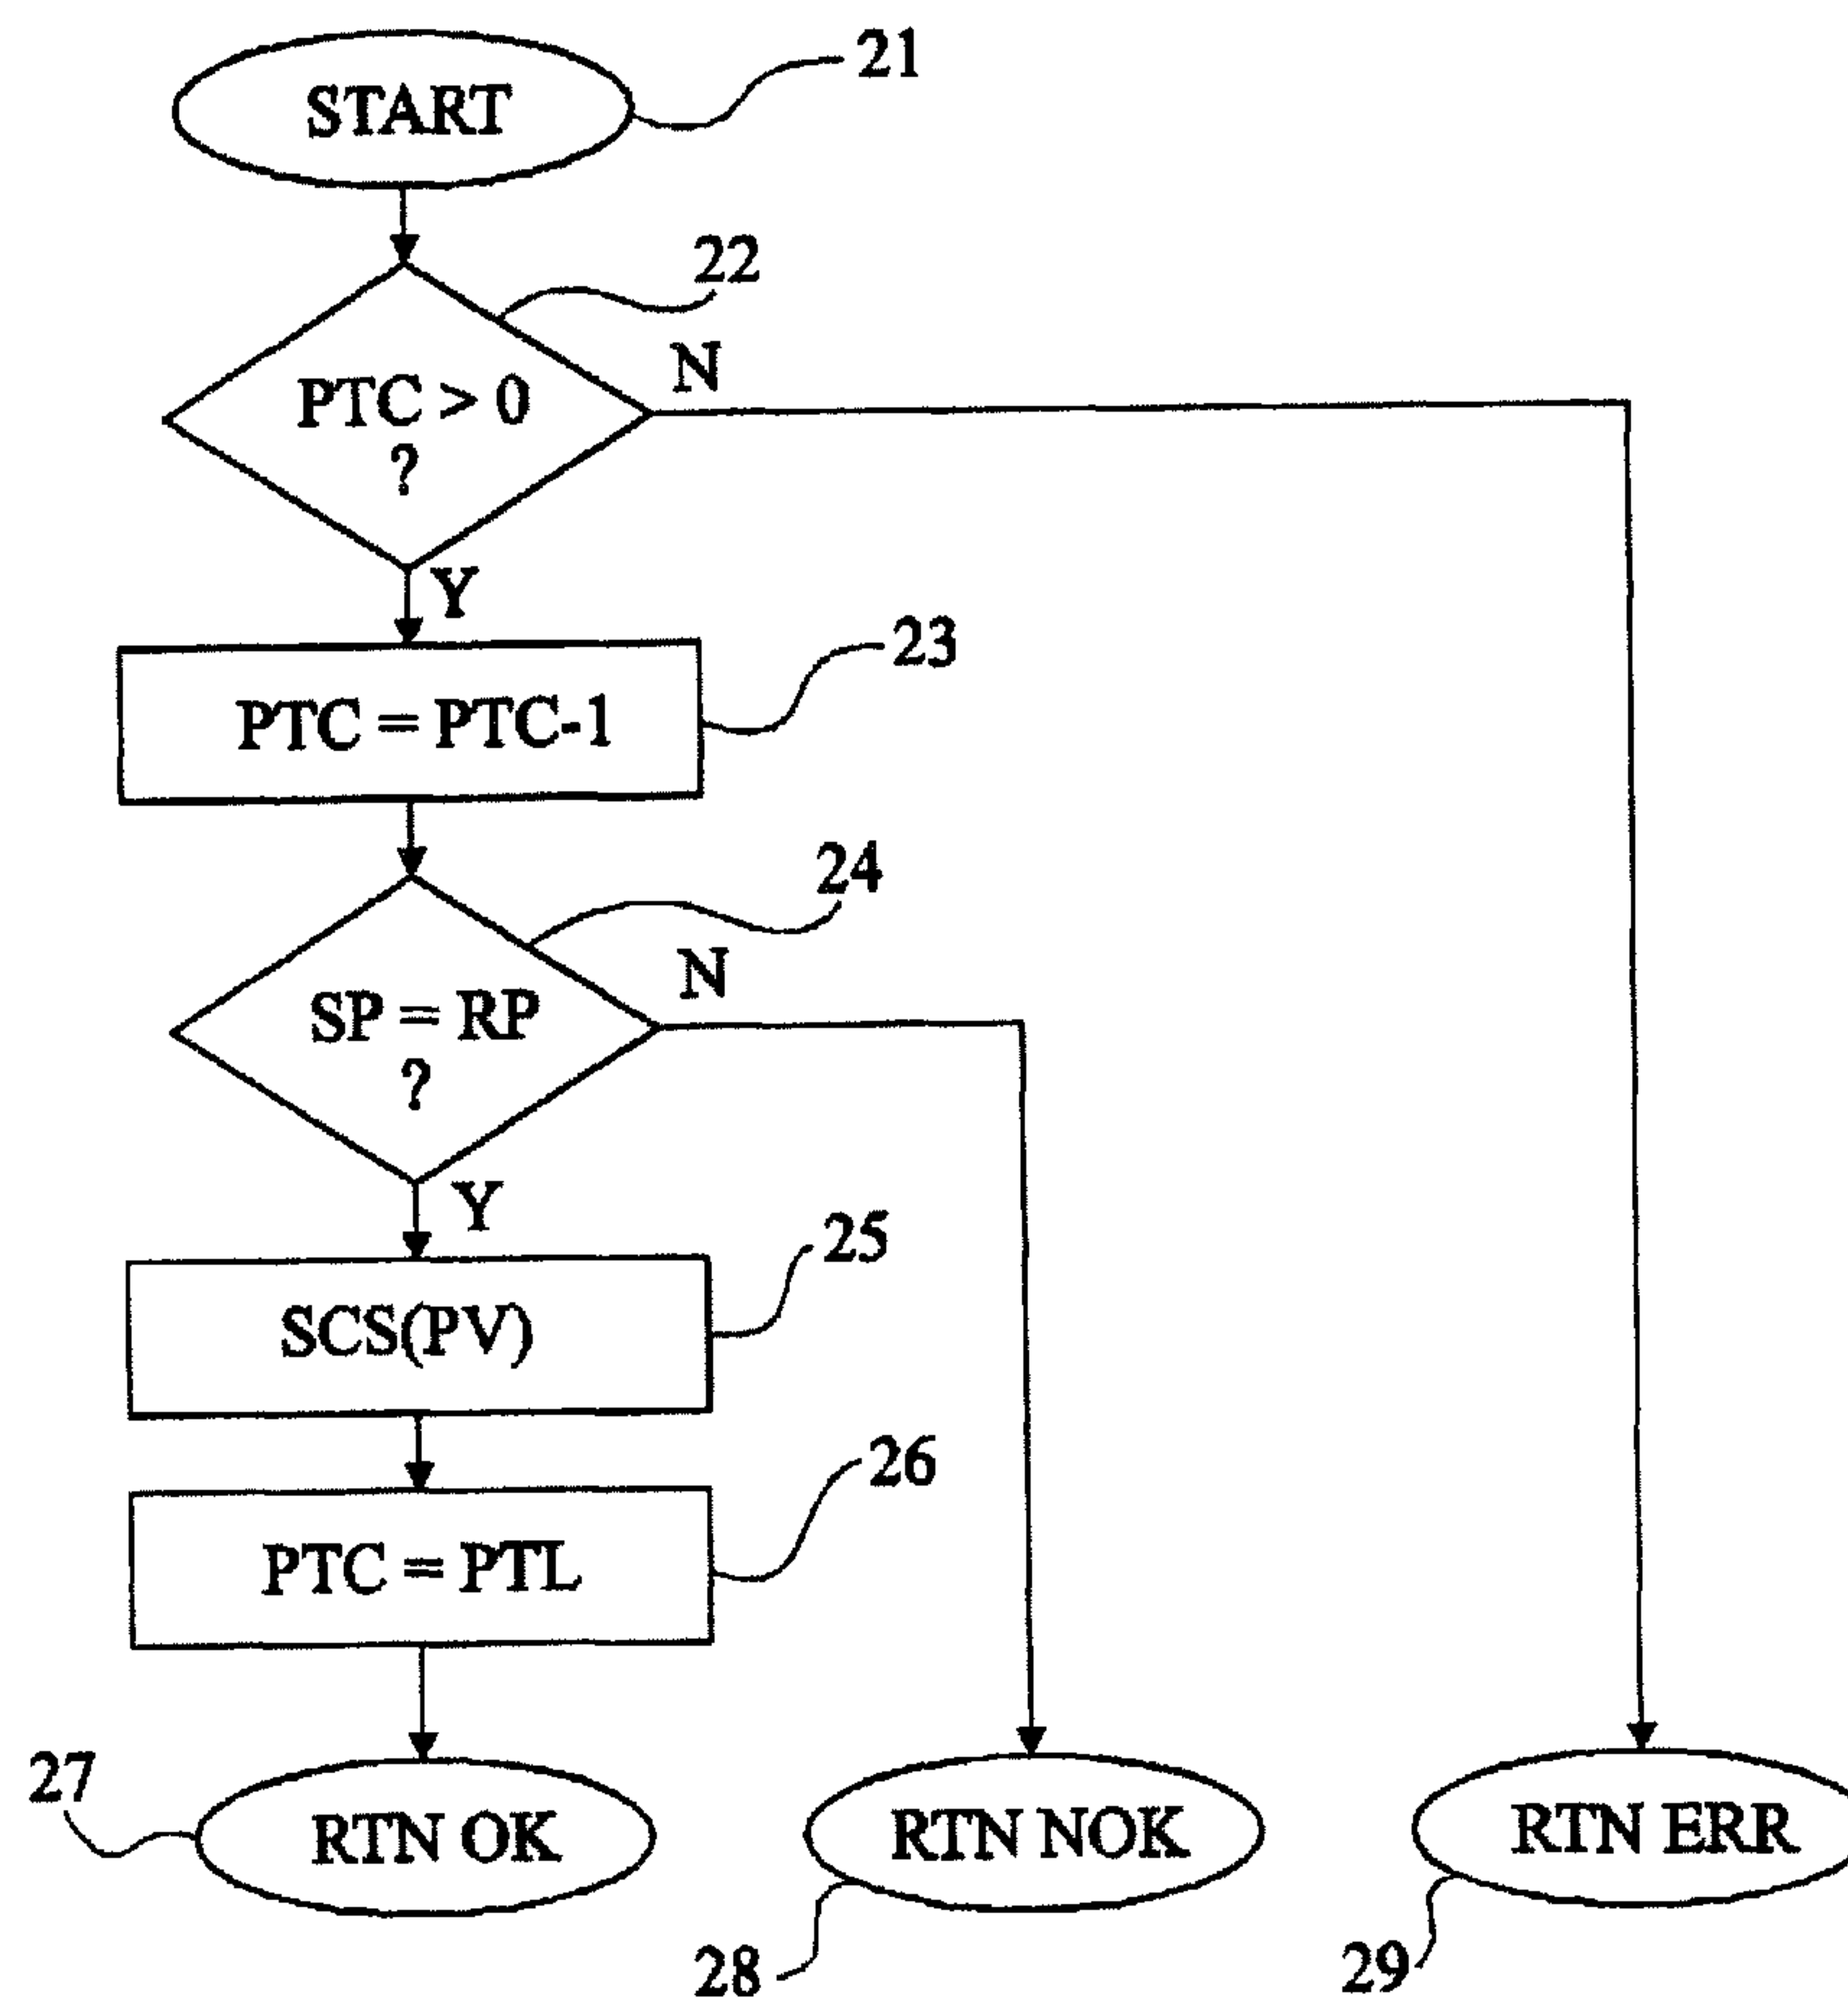 START
21
22
PTC > 0
?
N
Y
23
PTC = PTC-1
24
SP = RP
?
N
Y
25
SCS(PV)
26
PTC = PTL
27
RTN OK
RTN NOK
RTN ERR
28
29